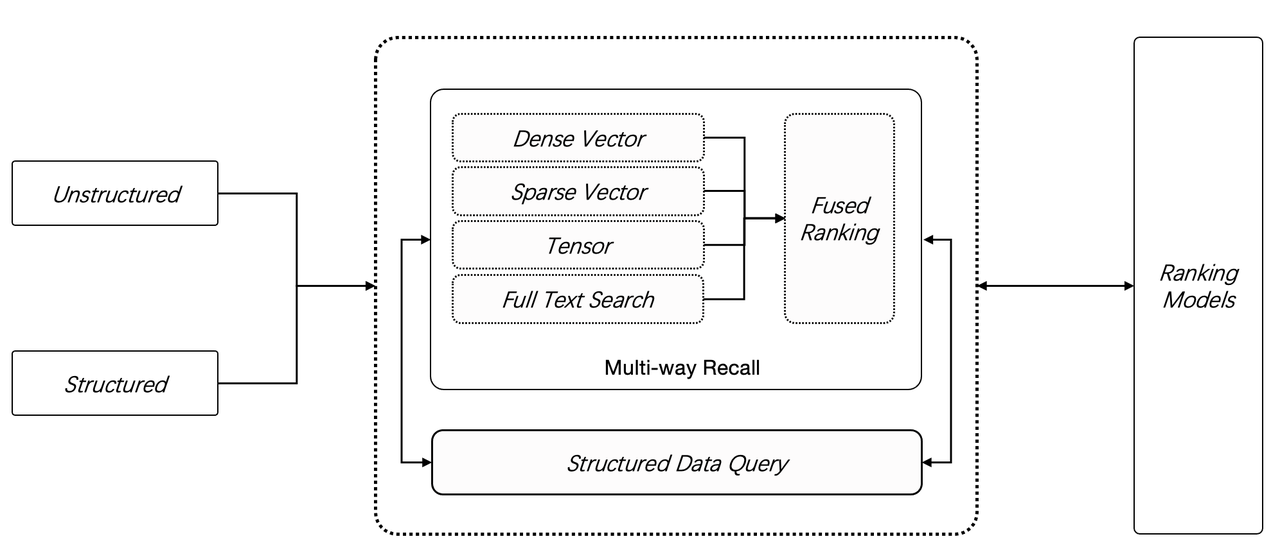 Unstructured
Structured
Dense Vector
Sparse Vector
Tensor
Full Text Search
Fused
Ranking
Multi-way Recall
Structured Data Query
Ranking
Models